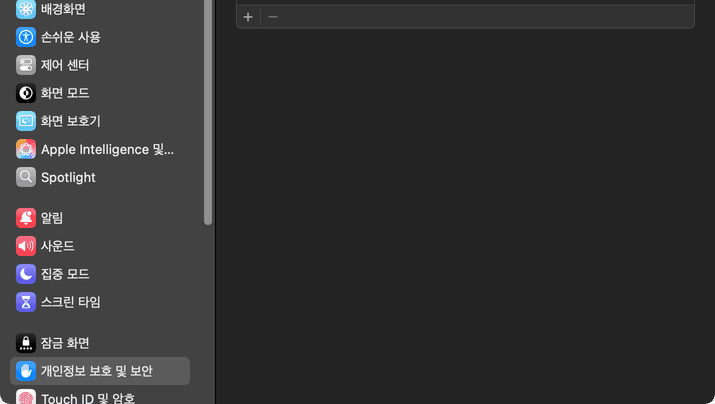 배경화면
손쉬운 사용
제어 센터
화면 모드
화면 보호기
Apple Intelligence 및...
Spotlight
알림
사운드
집중 모드
스크린 타임
잠금 화면
개인정보 보호 및 보안
Touch ID 및 암호